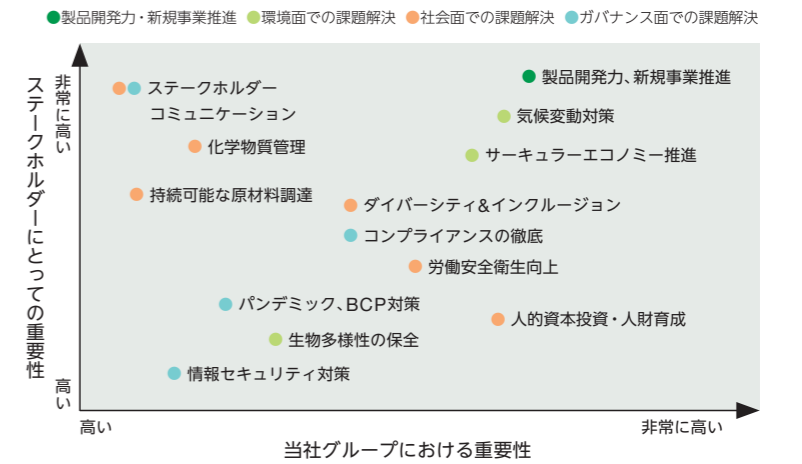 製品開発力・新規事業推進 環境面での課題解決 社会面での課題解決 ガバナンス面での課題解決
ステークホルダーにとっての重要性
非常に高い
高い
製品開発力、新規事業推進
ステークホルダー
コミュニケーション
気候変動対策
化学物質管理
サーキュラーエコノミー推進
持続可能な原材料調達
ダイバーシティ&インクルージョン
コンプライアンスの徹底
労働安全衛生向上
パンデミック、BCP対策
人的資本投資・人財育成
生物多様性の保全
情報セキュリティ対策
高い
非常に高い
当社グループにおける重要性